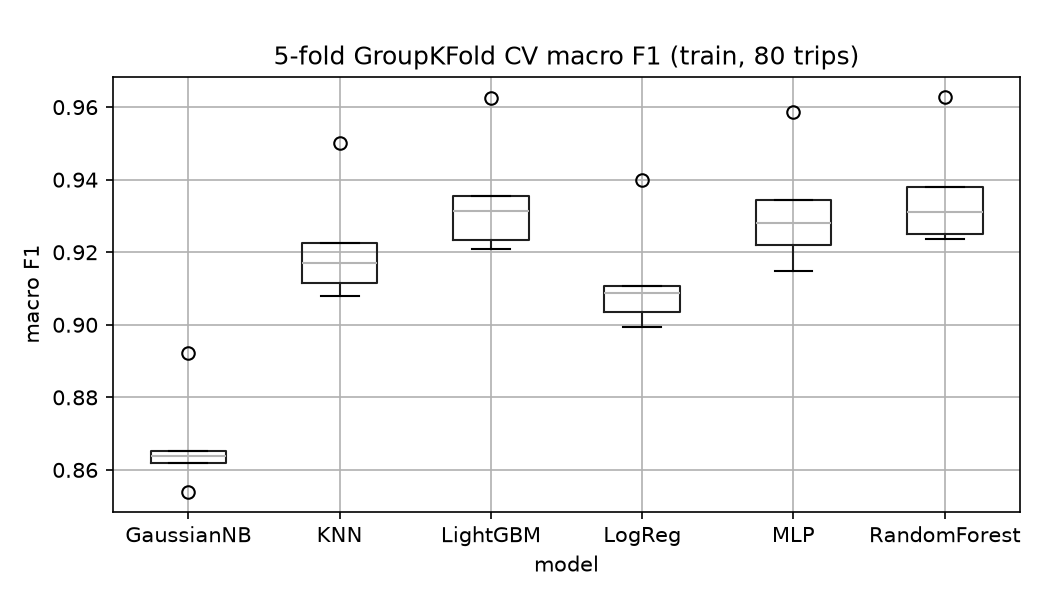 5-fold GroupKFold CV macro F1 (train, 80 trips)
0.96
0.94
0.92
0.90
0.88
0.86
macro F1
GaussianNB KNN LightGBM LogReg MLP RandomForest
model